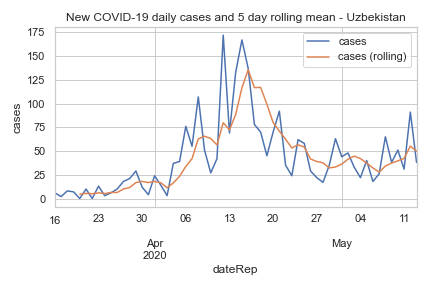 New COVID-19 daily cases and 5 day rolling mean - Uzbekistan
cases
cases (rolling)
175
150
125
100
75
50
25
0
cases
16 23 30 06 13 20 27 04 11
Apr May
2020
dateRep